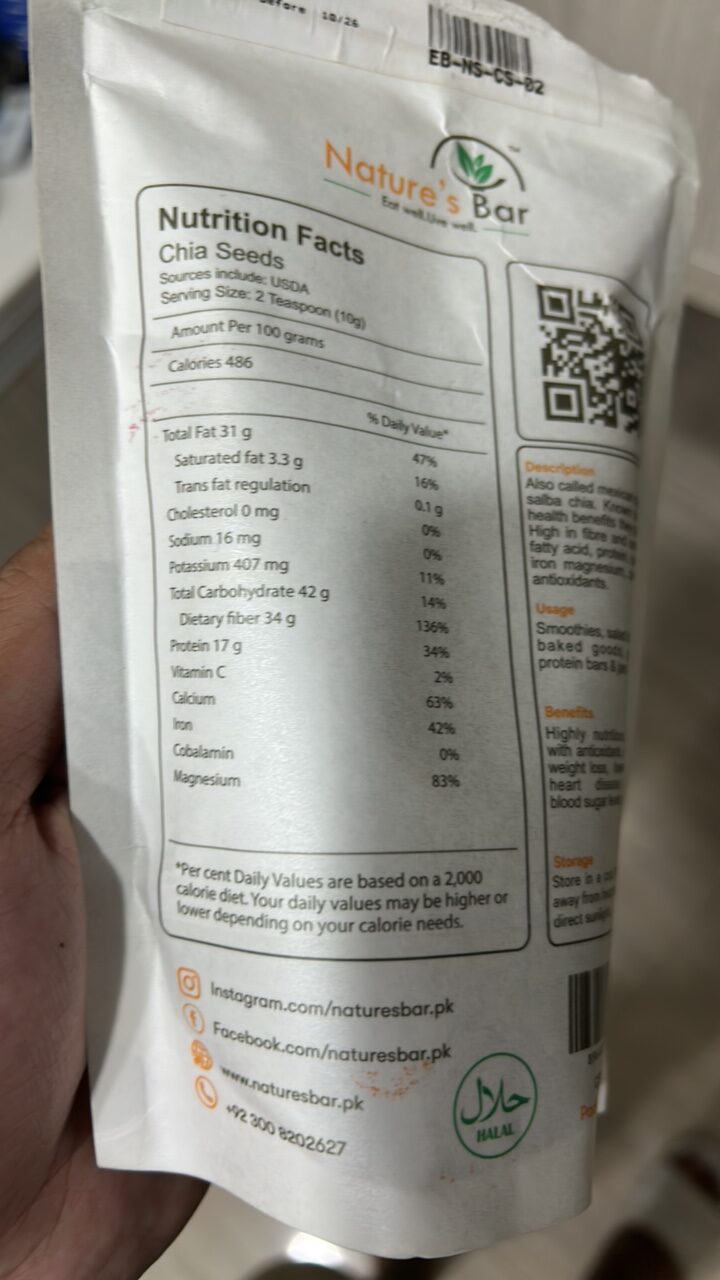 efore 10/26
EB-NS-CS-02
Nature's Bar
Eat well.Live well.
Nutrition Facts
Chia Seeds
Sources include: USDA
Serving Size: 2 Teaspoon (10g)
Amount Per 100 grams
Calories 486
% Daily Value*
Total Fat 31 g 47%
Saturated fat 3.3 g 16%
Trans fat regulation 0.1 g
Cholesterol 0 mg 0%
Sodium 16 mg 0%
Potassium 407 mg 11%
Total Carbohydrate 42 g 14%
Dietary fiber 34 g 136%
Protein 17 g 34%
Vitamin C 2%
Calcium 63%
Iron 42%
Cobalamin 0%
Magnesium 83%
*Per cent Daily Values are based on a 2,000
calorie diet. Your daily values may be higher or
lower depending on your calorie needs.
Description
Also called
salba chia.
health benefits
High in fibre
fatty acid,
iron magnesium,
antioxidants.
Usage
Smoothies,
baked goods,
protein bars &
Benefits
Highly
with
weight loss,
heart
blood sugar
Storage
Store in a
away from
direct
Instagram.com/naturesbar.pk
Facebook.com/naturesbar.pk
www.naturesbar.pk
+92 300 8202627
حلال
HALAL